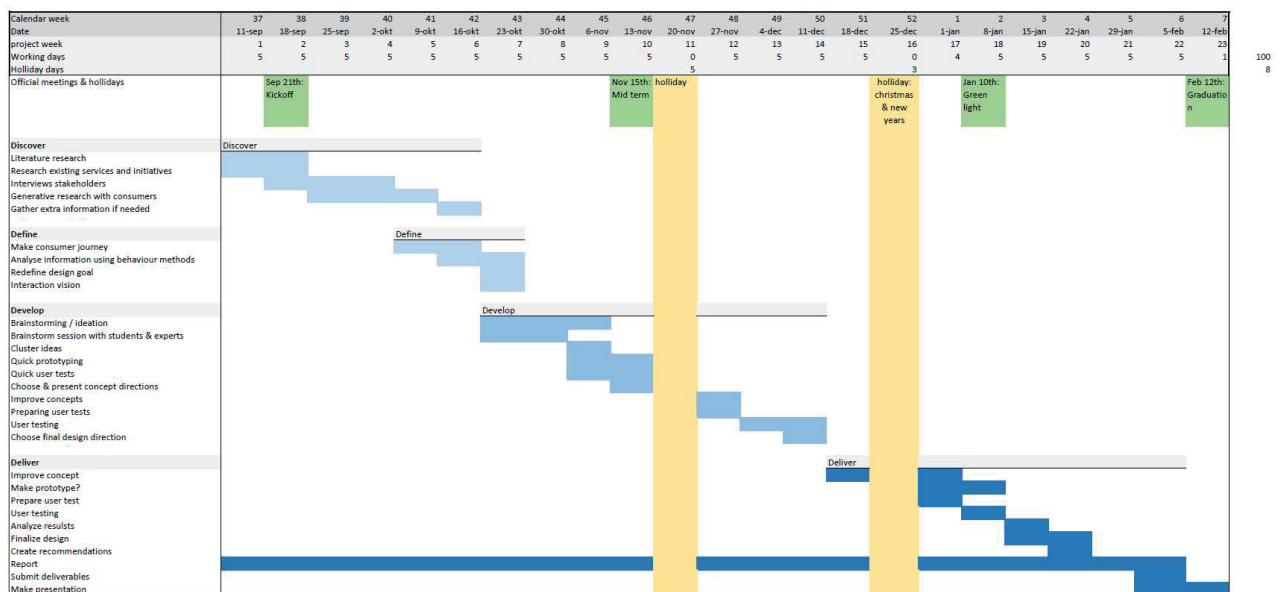 Calendar week 37 38 39 40 41 42 43 44 45 46 47 48 49 50 51 52 1 2 3 4 5 6 7
Date 11-sep 18-sep 25-sep 2-okt 9-okt 16-okt 23-okt 30-okt 6-nov 13-nov 20-nov 27-nov 4-dec 11-dec 18-dec 25-dec 1-jan 8-jan 15-jan 22-jan 29-jan 5-feb 12-feb
project week 1 2 3 4 5 6 7 8 9 10 11 12 13 14 15 16 17 18 19 20 21 22 23
Working days 5 5 5 5 5 5 5 5 5 5 0 5 5 5 5 0 4 5 5 5 5 5 1 100
Holliday days 5 3 8
Official meetings & hollidays
Sep 21th:
Kickoff
Nov 15th:
Mid term
holliday
holliday:
christmas
& new
years
Jan 10th:
Green
light
Feb 12th:
Graduatio
n
Discover Discover
Literature research
Research existing services and initiatives
Interviews stakeholders
Generative research with consumers
Gather extra information if needed
Define Define
Make consumer journey
Analyse information using behaviour methods
Redefine design goal
Interaction vision
Develop Develop
Brainstorming / ideation
Brainstorm session with students & experts
Cluster ideas
Quick prototyping
Quick user tests
Choose & present concept directions
Improve concepts
Preparing user tests
User testing
Choose final design direction
Deliver Deliver
Improve concept
Make prototype?
Prepare user test
User testing
Analyze resulsts
Finalize design
Create recommendations
Report
Submit deliverables
Make presentation